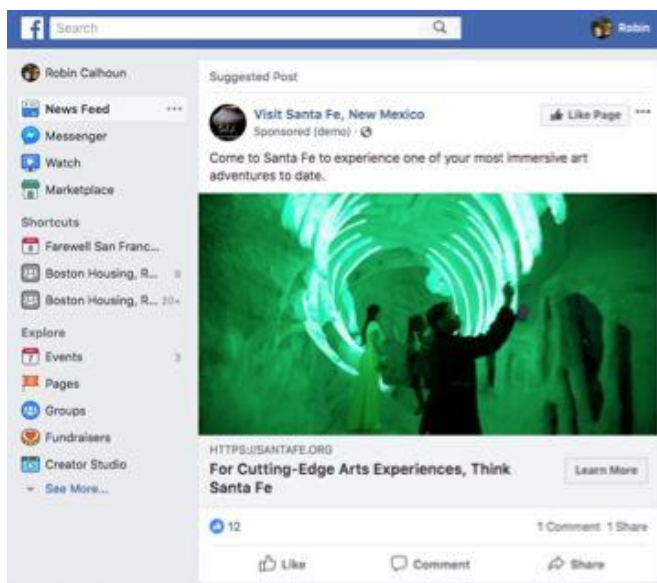 Search
Robin
Robin Calhoun
News Feed
Messenger
Watch
Marketplace
Shortcuts
Farewell San Franc...
Boston Housing, R... 9
Boston Housing, R... 20+
Explore
Events 3
Pages
Groups
Fundraisers
Creator Studio
See More...
Suggested Post
Visit Santa Fe, New Mexico
Like Page
Sponsored (demo) ·
Come to Santa Fe to experience one of your most immersive art
adventures to date.
HTTPS://SANTAFE.ORG
For Cutting-Edge Arts Experiences, Think
Santa Fe
Learn More
12
1 Comment 1 Share
Like
Comment
Share